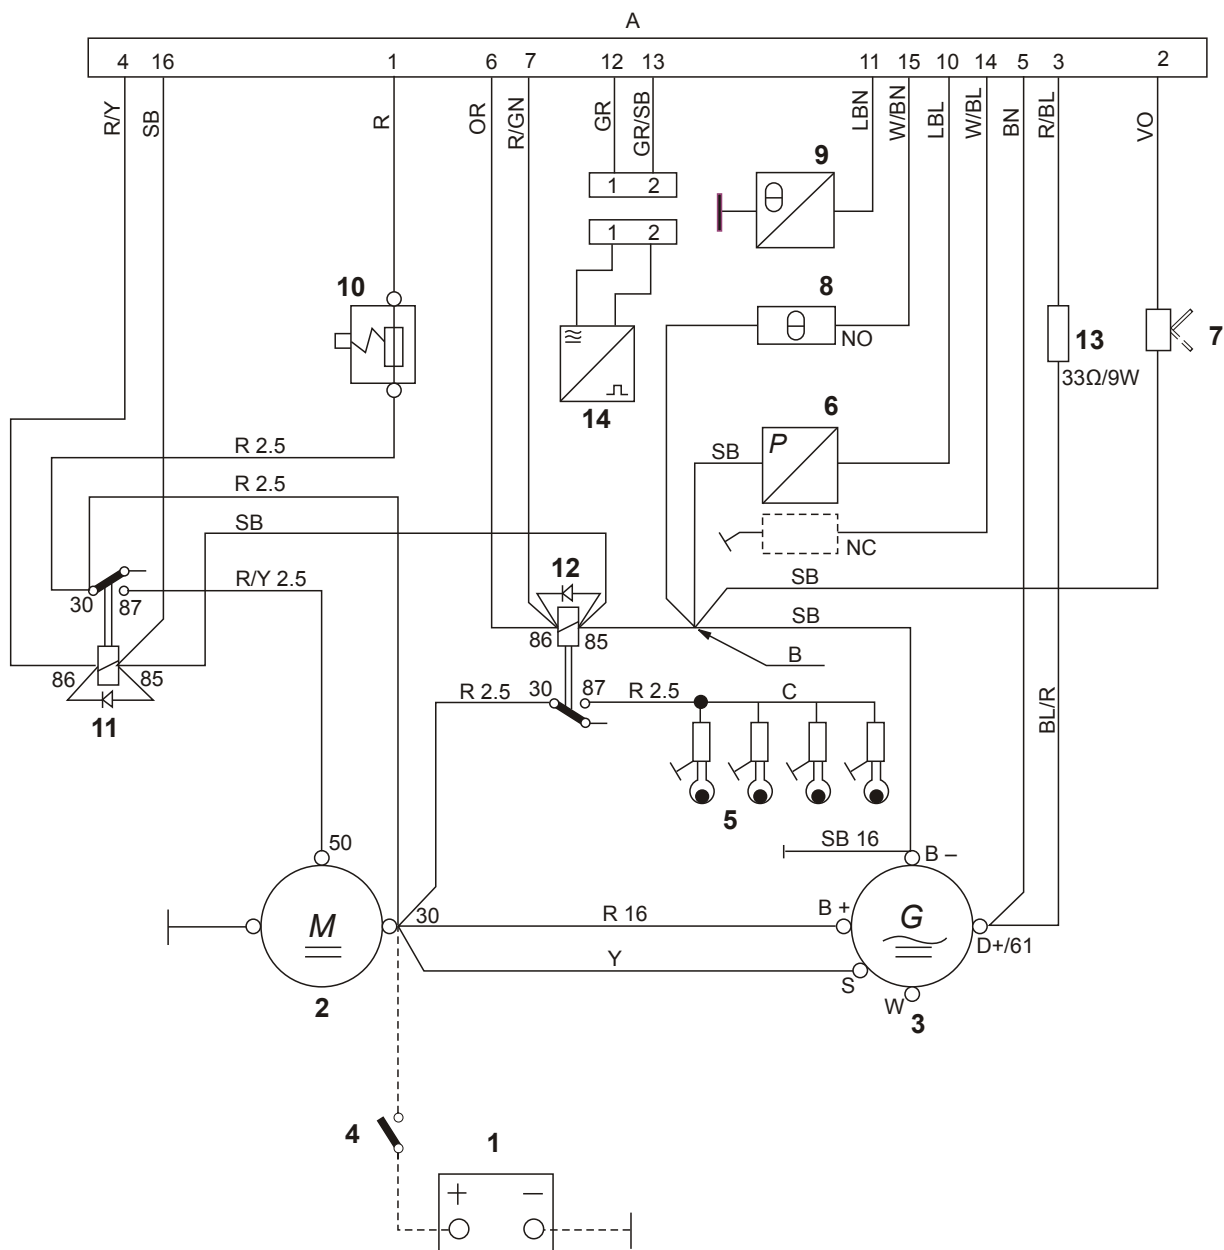 A
4 16 1 6 7 12 13 11 15 10 14 5 3 2
R/Y SB R OR R/GN GR GR/SB LBN W/BN LBL W/BL BN R/BL VO
9
1 2
1 2
10
8
NO
13
7
33Ω/9W
14
6
P
SB
R 2.5
R 2.5
SB
NC
12
SB
R/Y 2.5
30 87
SB
86 85
B
86 85
11
R 2.5 30 87 R 2.5 C
BL/R
5
50
SB 16
B –
M
30
R 16
B +
G
D+/61
Y
S
W
2
3
4
1
+ –